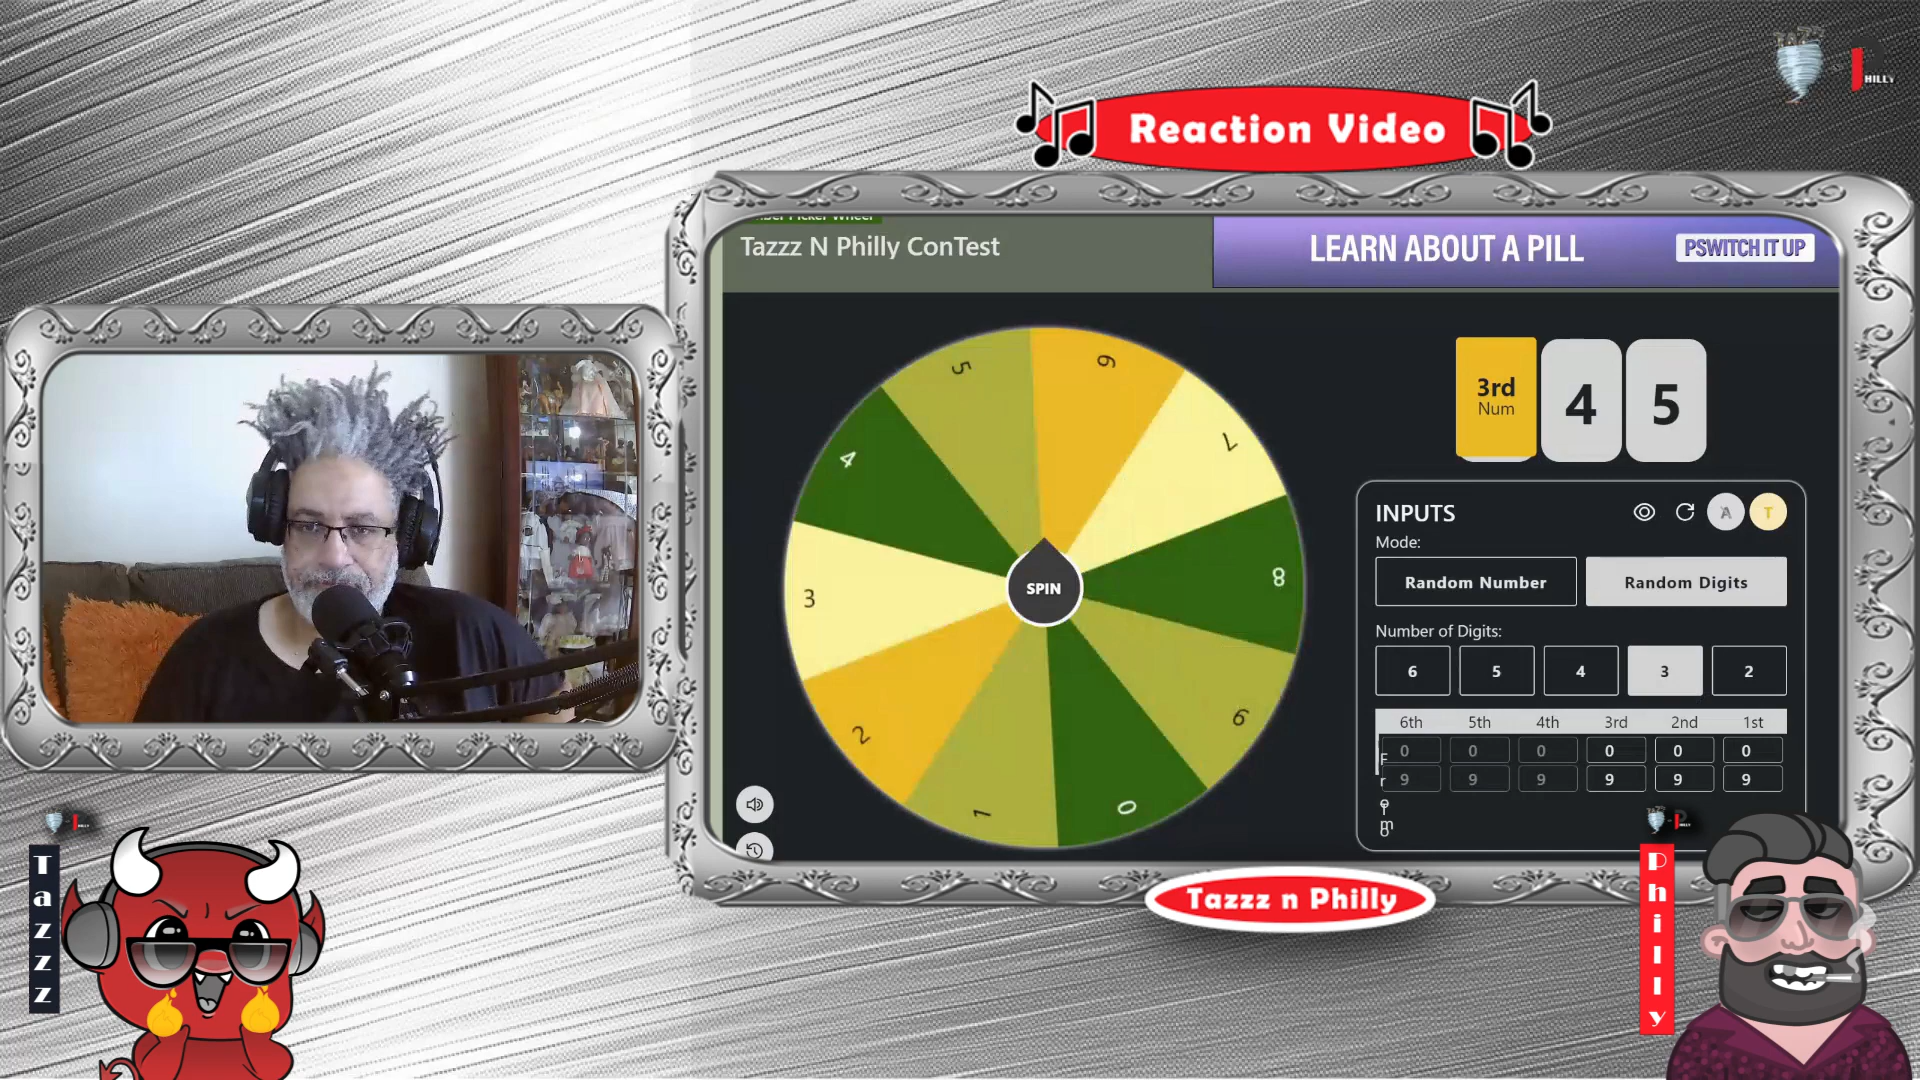 Reaction Video
Tazzz N Philly ConTest
LEARN ABOUT A PILL
PSWITCH IT UP
3rd
Num
4
5
5
6
7
4
8
3
SPIN
9
2
1
0
INPUTS
A
T
Mode:
Random Number
Random Digits
Number of Digits:
6
5
4
3
2
6th 5th 4th 3rd 2nd 1st
0 0 0 0 0 0
9 9 9 9 9 9
Tazzz n Philly
Tazzz
Philly